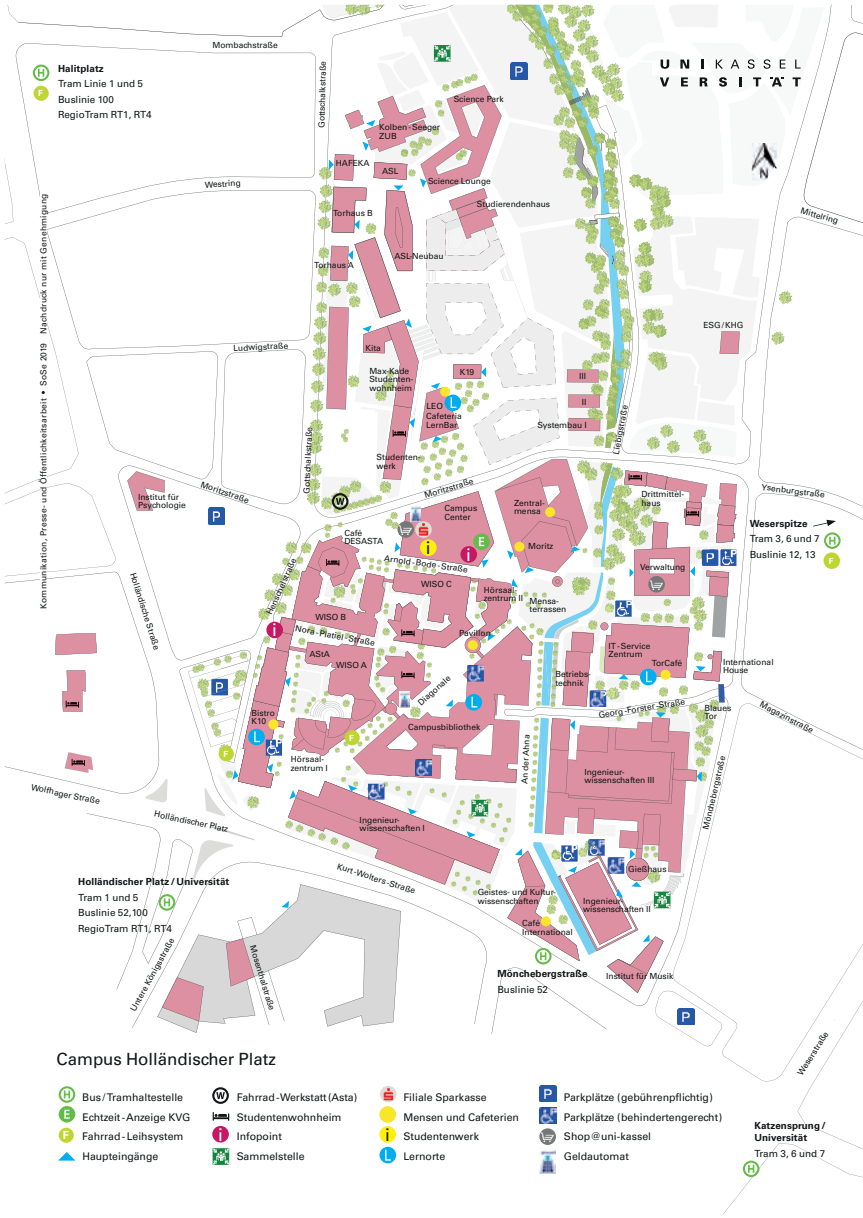 Mombachstraße
UNIKASSEL
VERSITÄT
H
Halitplatz
Tram Linie 1 und 5
F
Buslinie 100
RegioTram RT1, RT4
P
Gottschalkstraße
Science Park
Kolben-Seeger
ZUB
HAFEKA
ASL
Science Lounge
N
Westring
Studierendenhaus
Torhaus B
Mittelring
ASL-Neubau
Torhaus A
Kommunikation, Presse- und Öffentlichkeitsarbeit • SoSe 2019 Nachdruck nur mit Genehmigung
ESG/KHG
Ludwigstraße
Kita
Max-Kade
Studenten-
wohnheim
K19
III
II
Systembau I
LEO
Cafeteria
LernBar
L
Liebigstraße
Gottschalkstraße
Studenten-
werk
Moritzstraße
Moritzstraße
Institut für
Psychologie
P
W
Ysenburgstraße
Drittmittel-
haus
Campus
Center
Zentral-
mensa
Weserspitze
Tram 3, 6 und 7
H
Buslinie 12, 13
F
S
i
i
E
Café
DESASTA
Arnold-Bode-Straße
Moritz
Verwaltung
P
P
Holländische Straße
Henschelstraße
WISO C
Hörsaal-
zentrum II
Mensa-
terrassen
P
WISO B
i
Nora-Platiel-Straße
Pavillon
AStA
WISO A
IT-Service
Zentrum
TorCafé
L
International
House
P
Betriebs-
technik
P
P
Diagonale
L
Georg-Forster-Straße
Blaues
Tor
Magazinstraße
Bistro
K10
L
P
F
F
Hörsaal-
zentrum I
Campusbibliothek
An der Ahna
Ingenieur-
wissenschaften III
P
P
Wolfhager Straße
Holländischer Platz
Ingenieur-
wissenschaften I
Mönchebergstraße
P
P
P
Gießhaus
Kurt-Wolters-Straße
Holländischer Platz / Universität
Tram 1 und 5
H
Buslinie 52,100
RegioTram RT1, RT4
Geistes- und Kultur-
wissenschaften
Ingenieur-
wissenschaften II
Café
International
Untere Königsstraße
Mosenthalstraße
H
Mönchebergstraße
Buslinie 52
Institut für Musik
P
Weserstraße
Campus Holländischer Platz
H Bus/Tramhaltestelle
E Echtzeit-Anzeige KVG
F Fahrrad-Leihsystem
Haupteingänge
W Fahrrad-Werkstatt (Asta)
Studentenwohnheim
i Infopoint
Sammelstelle
S Filiale Sparkasse
Mensen und Cafeterien
i Studentenwerk
L Lernorte
P Parkplätze (gebührenpflichtig)
P Parkplätze (behindertengerecht)
Shop@uni-kassel
Geldautomat
Katzensprung /
Universität
Tram 3, 6 und 7
H